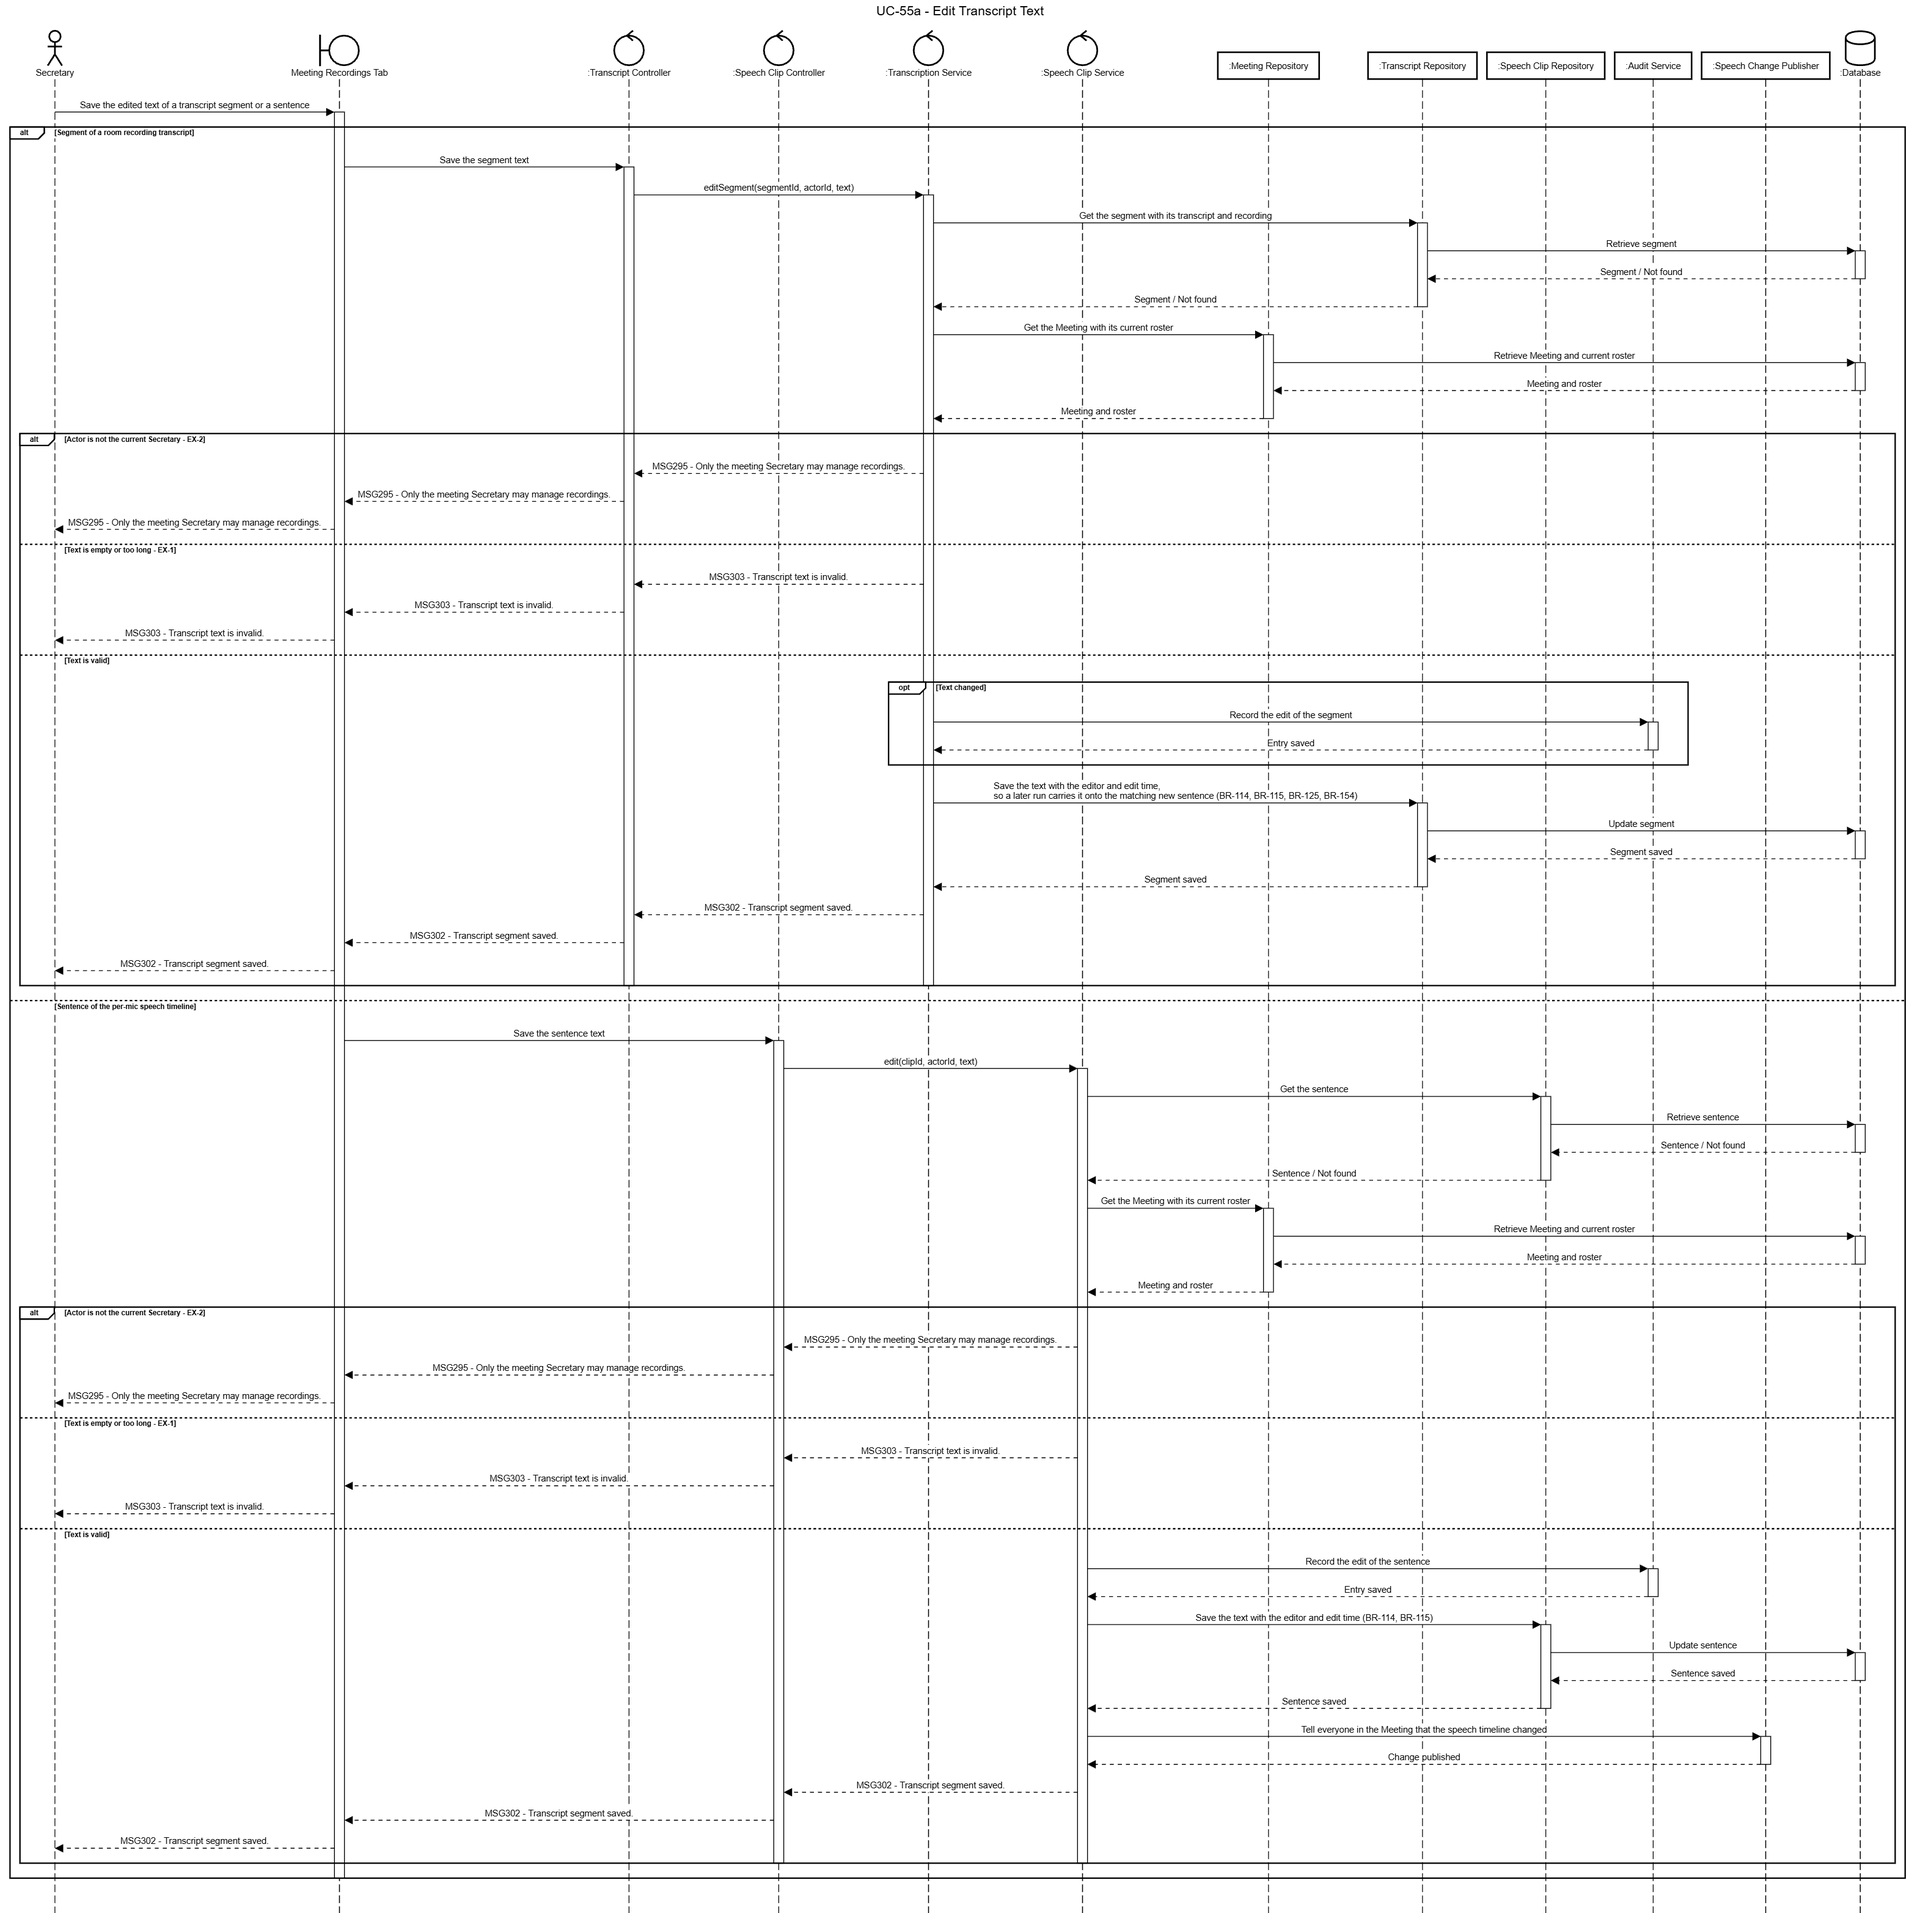 UC-55a - Edit Transcript Text
Secretary
Meeting Recordings Tab
:Transcript Controller
:Speech Clip Controller
:Transcription Service
:Speech Clip Service
:Meeting Repository
:Transcript Repository
:Speech Clip Repository
:Audit Service
:Speech Change Publisher
:Database
Save the edited text of a transcript segment or a sentence
alt [Segment of a room recording transcript]
Save the segment text
editSegment(segmentId, actorId, text)
Get the segment with its transcript and recording
Retrieve segment
Segment / Not found
Segment / Not found
Get the Meeting with its current roster
Retrieve Meeting and current roster
Meeting and roster
Meeting and roster
alt [Actor is not the current Secretary - EX-2]
MSG295 - Only the meeting Secretary may manage recordings.
MSG295 - Only the meeting Secretary may manage recordings.
MSG295 - Only the meeting Secretary may manage recordings.
[Text is empty or too long - EX-1]
MSG303 - Transcript text is invalid.
MSG303 - Transcript text is invalid.
MSG303 - Transcript text is invalid.
[Text is valid]
opt [Text changed]
Record the edit of the segment
Entry saved
Save the text with the editor and edit time,
so a later run carries it onto the matching new sentence (BR-114, BR-115, BR-125, BR-154)
Update segment
Segment saved
Segment saved
MSG302 - Transcript segment saved.
MSG302 - Transcript segment saved.
MSG302 - Transcript segment saved.
[Sentence of the per-mic speech timeline]
Save the sentence text
edit(clipId, actorId, text)
Get the sentence
Retrieve sentence
Sentence / Not found
Sentence / Not found
Get the Meeting with its current roster
Retrieve Meeting and current roster
Meeting and roster
Meeting and roster
alt [Actor is not the current Secretary - EX-2]
MSG295 - Only the meeting Secretary may manage recordings.
MSG295 - Only the meeting Secretary may manage recordings.
MSG295 - Only the meeting Secretary may manage recordings.
[Text is empty or too long - EX-1]
MSG303 - Transcript text is invalid.
MSG303 - Transcript text is invalid.
MSG303 - Transcript text is invalid.
[Text is valid]
Record the edit of the sentence
Entry saved
Save the text with the editor and edit time (BR-114, BR-115)
Update sentence
Sentence saved
Sentence saved
Tell everyone in the Meeting that the speech timeline changed
Change published
MSG302 - Transcript segment saved.
MSG302 - Transcript segment saved.
MSG302 - Transcript segment saved.